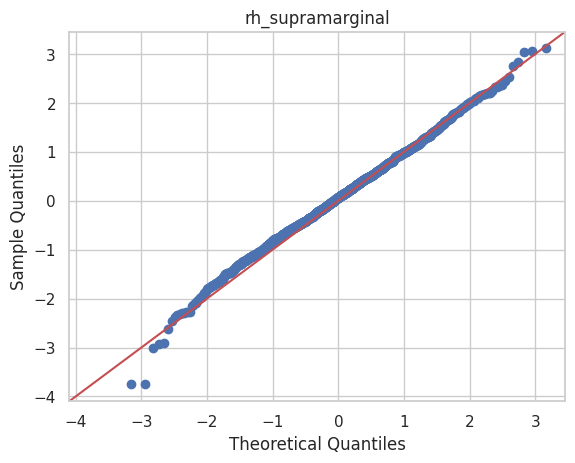 rh_supramarginal
Sample Quantiles
3
2
1
0
−1
−2
−3
−4
−4 −3 −2 −1 0 1 2 3
Theoretical Quantiles